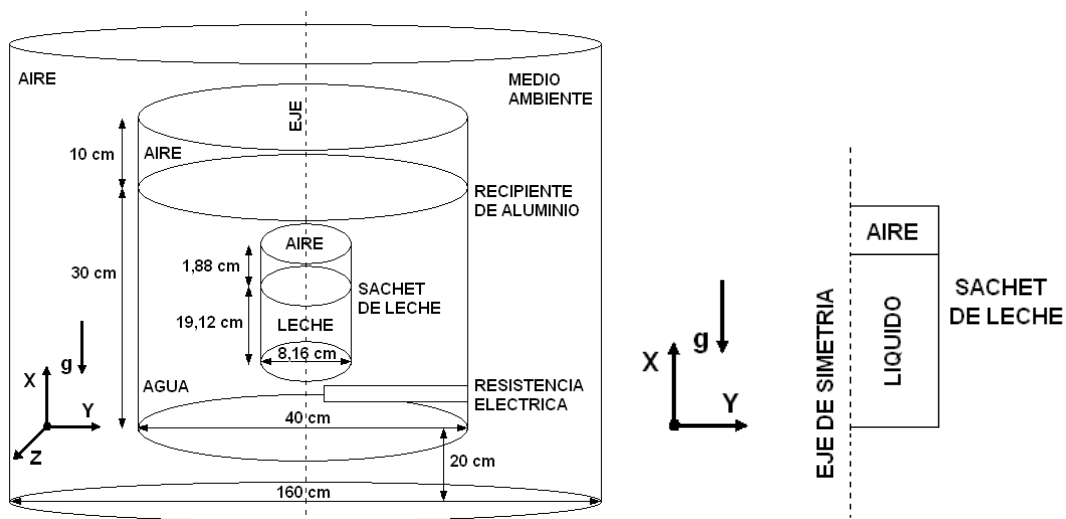 AIRE
MEDIO
AMBIENTE
EJE
10 cm
AIRE
RECIPIENTE
DE ALUMINIO
30 cm
AIRE
1,88 cm
SACHET
DE LECHE
19,12 cm
LECHE
8,16 cm
g
X
Y
Z
AGUA
RESISTENCIA
ELECTRICA
40 cm
20 cm
160 cm
EJE DE SIMETRIA
AIRE
LIQUIDO
SACHET
DE LECHE
g
X
Y